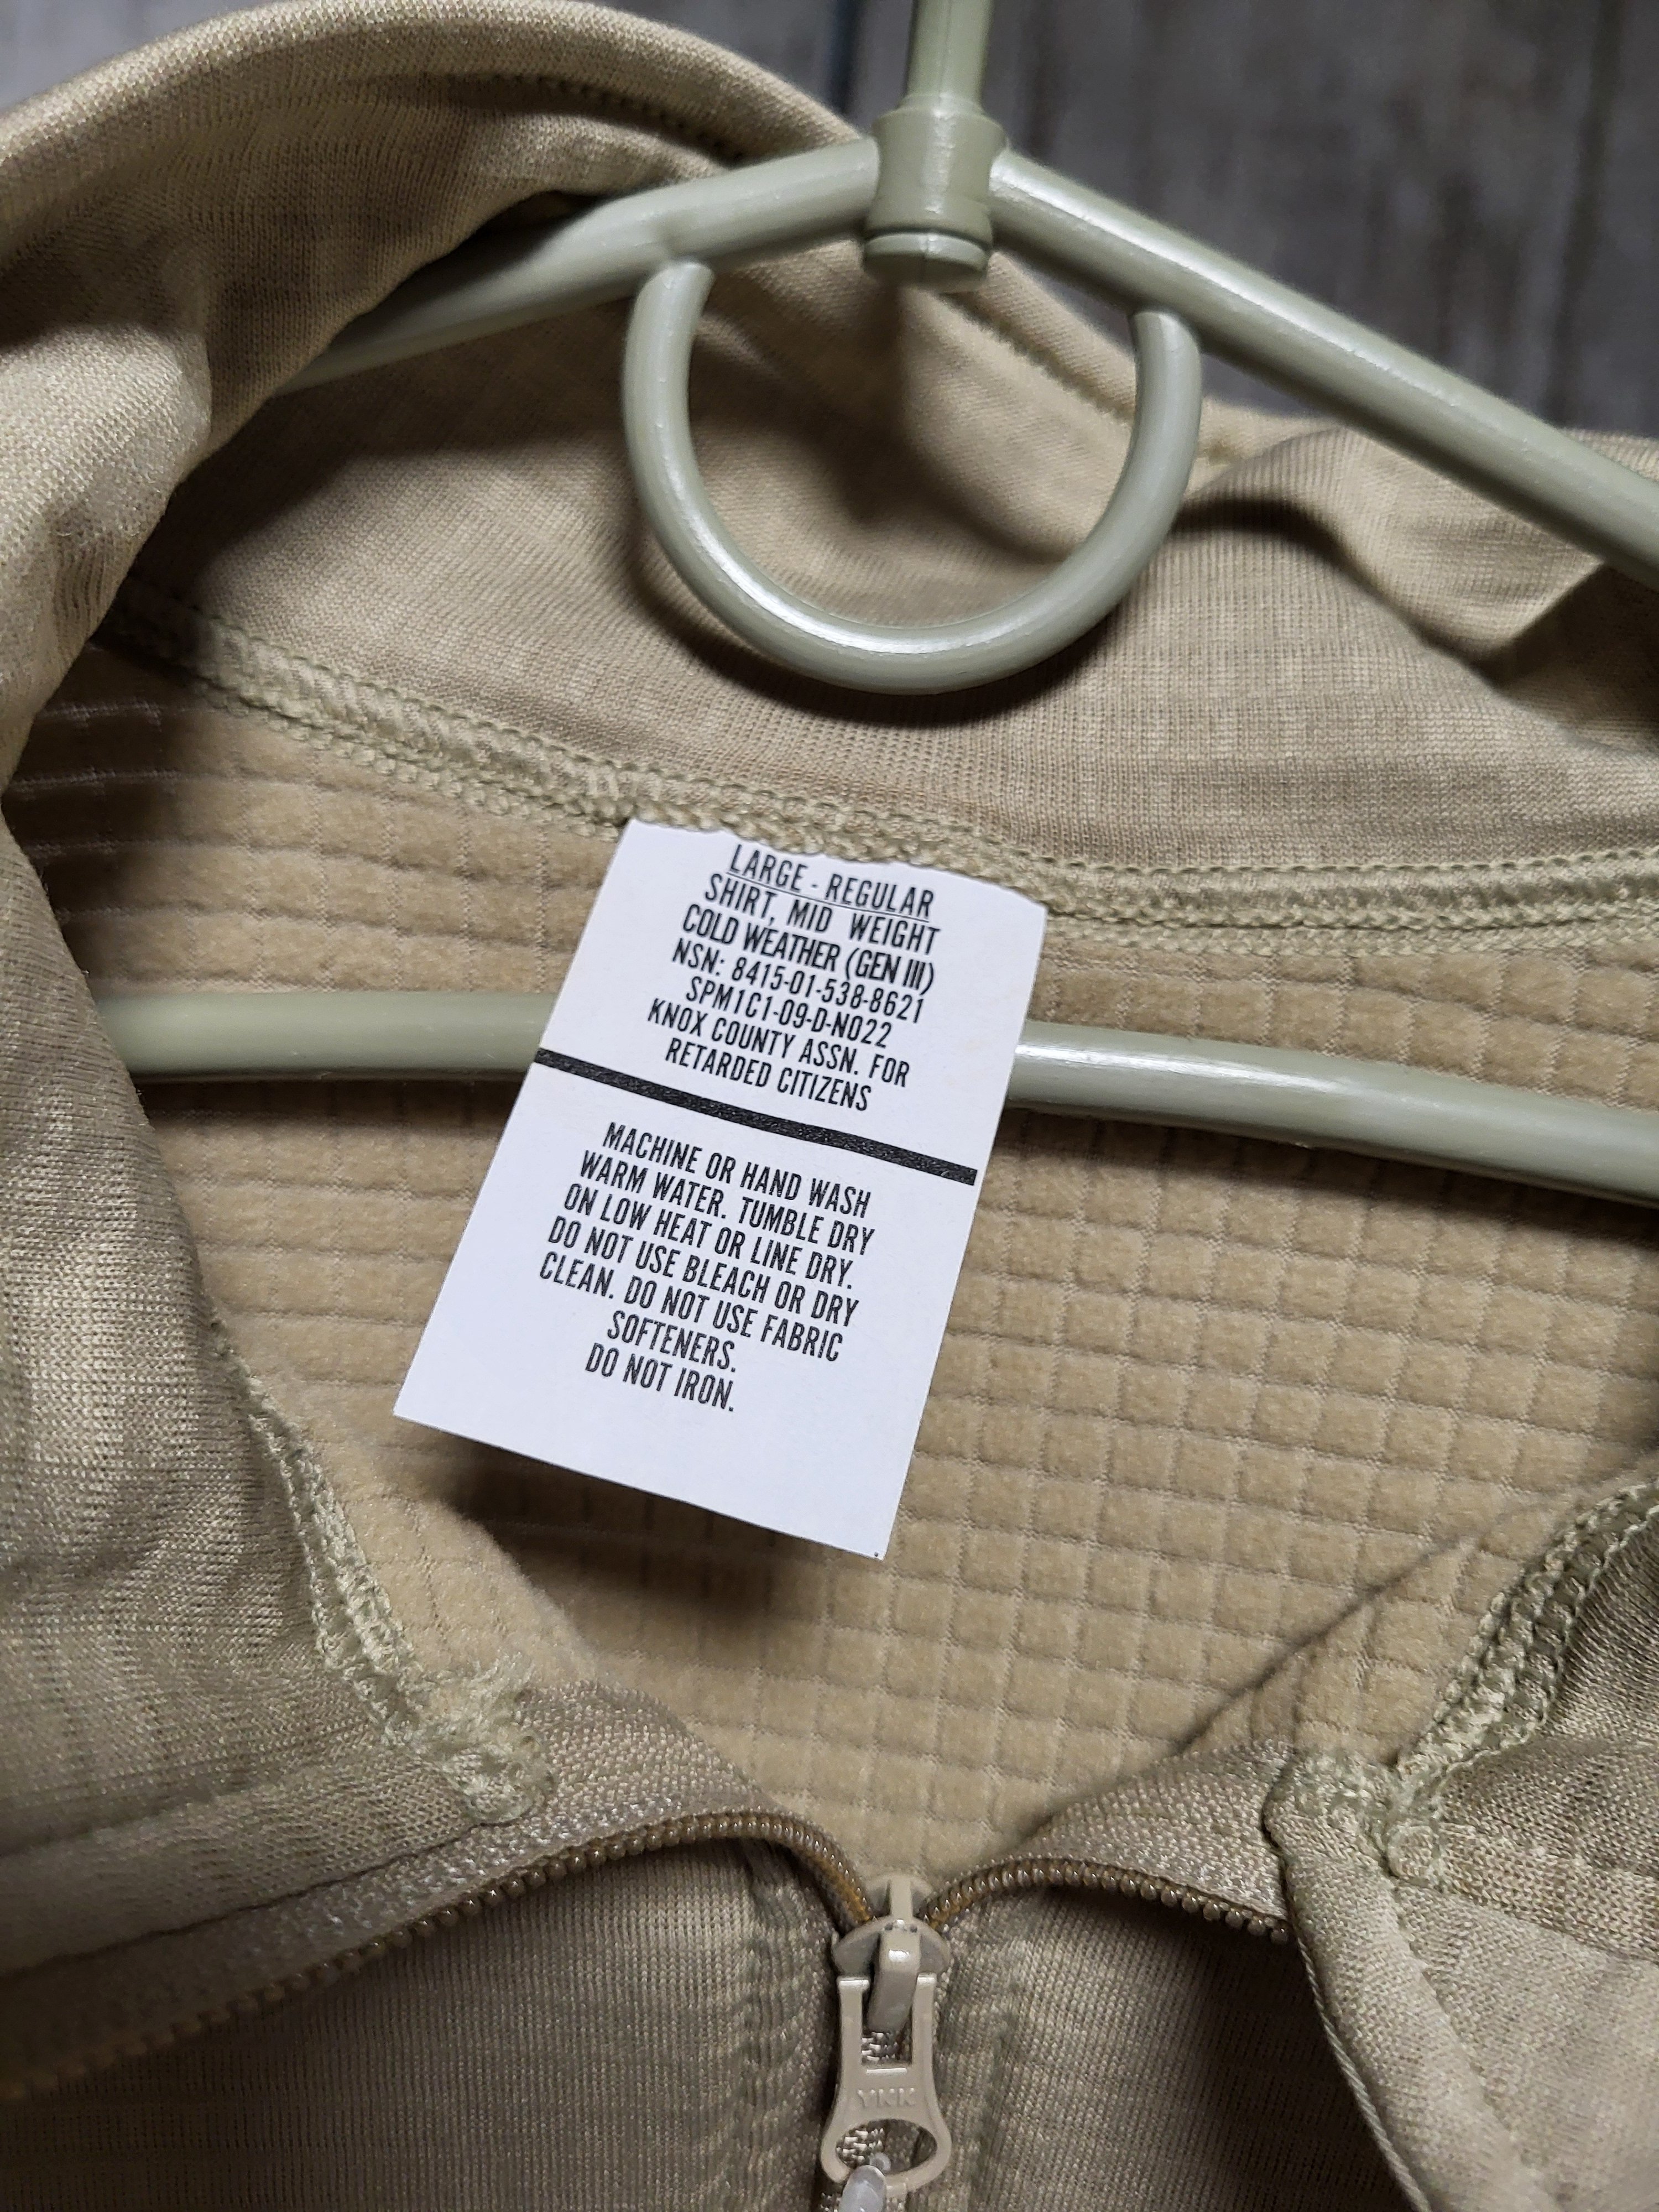 LARGE - REGULAR
SHIRT, MID WEIGHT
COLD WEATHER (GEN III)
NSN: 8415-01-538-8621
SPM1C1-09-D-N022
KNOX COUNTY ASSN. FOR
RETARDED CITIZENS
MACHINE OR HAND WASH
WARM WATER. TUMBLE DRY
ON LOW HEAT OR LINE DRY.
DO NOT USE BLEACH OR DRY
CLEAN. DO NOT USE FABRIC
SOFTENERS.
DO NOT IRON.
YKK